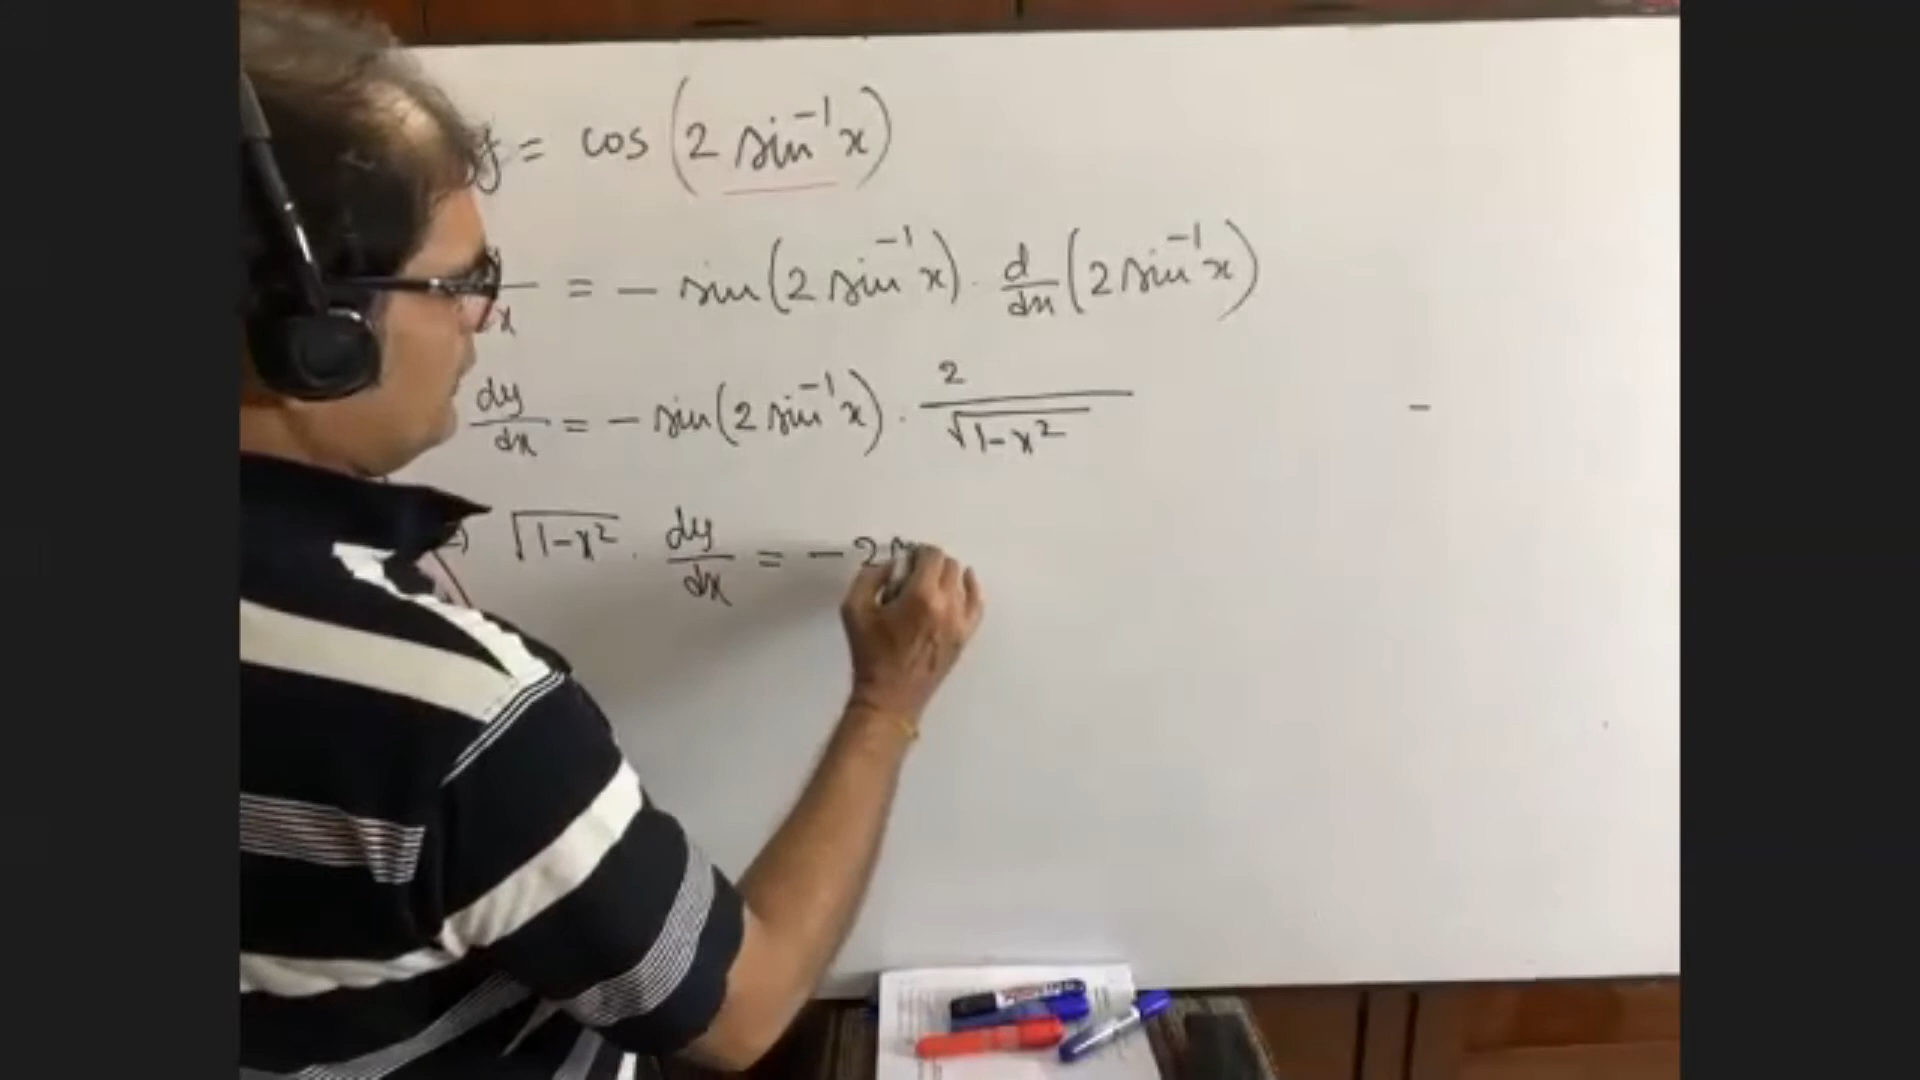 y = cos (2 sin⁻¹x)
= - sin (2 sin⁻¹x) · d/dx (2 sin⁻¹x)
dy/dx = - sin (2 sin⁻¹x) · 2/√(1-x²)
√(1-x²) · dy/dx = - 2